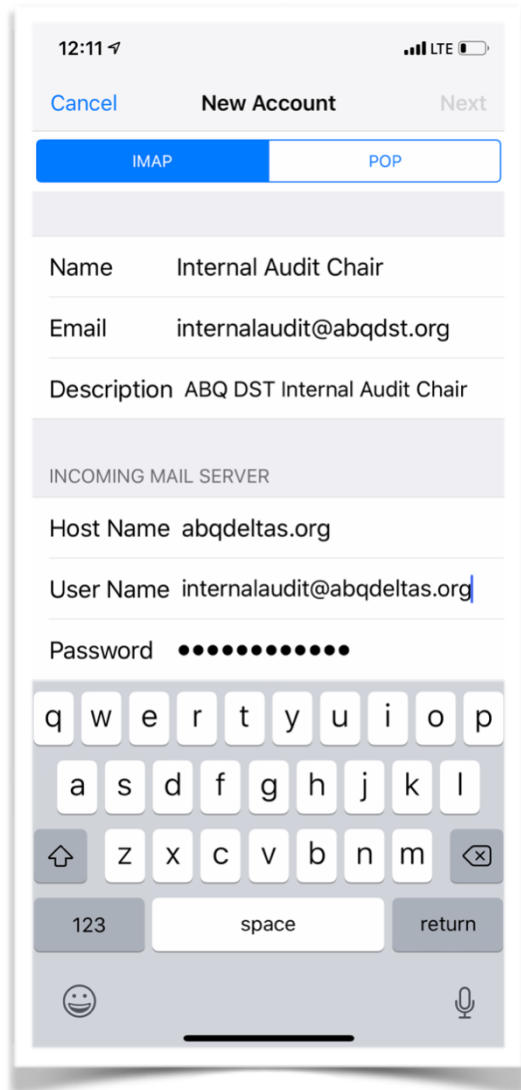 12:11 LTE
Cancel New Account Next
IMAP POP
Name Internal Audit Chair
Email internalaudit@abqdst.org
Description ABQ DST Internal Audit Chair
INCOMING MAIL SERVER
Host Name abqdeltas.org
User Name internalaudit@abqdeltas.org
Password ••••••••••••
q w e r t y u i o p
a s d f g h j k l
z x c v b n m
123 space return